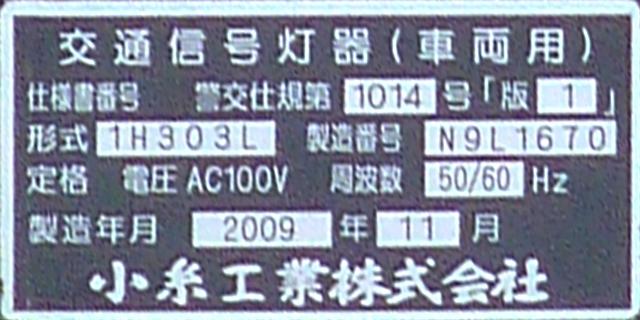 交通信号灯器(車両用)
仕様書番号 警交仕規第 1014 号「版 1 」
形式 1H303L 製造番号 N9L1670
定格 電圧 AC100V 周波数 50/60 Hz
製造年月 2009 年 11 月
小糸工業株式会社